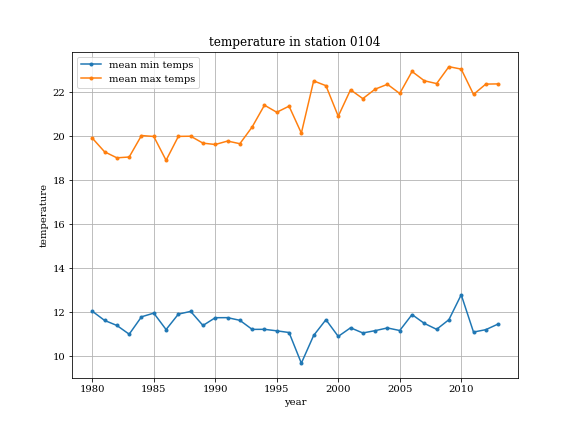 temperature in station 0104
mean min temps
mean max temps
22
20
18
16
14
12
10
temperature
1980 1985 1990 1995 2000 2005 2010
year